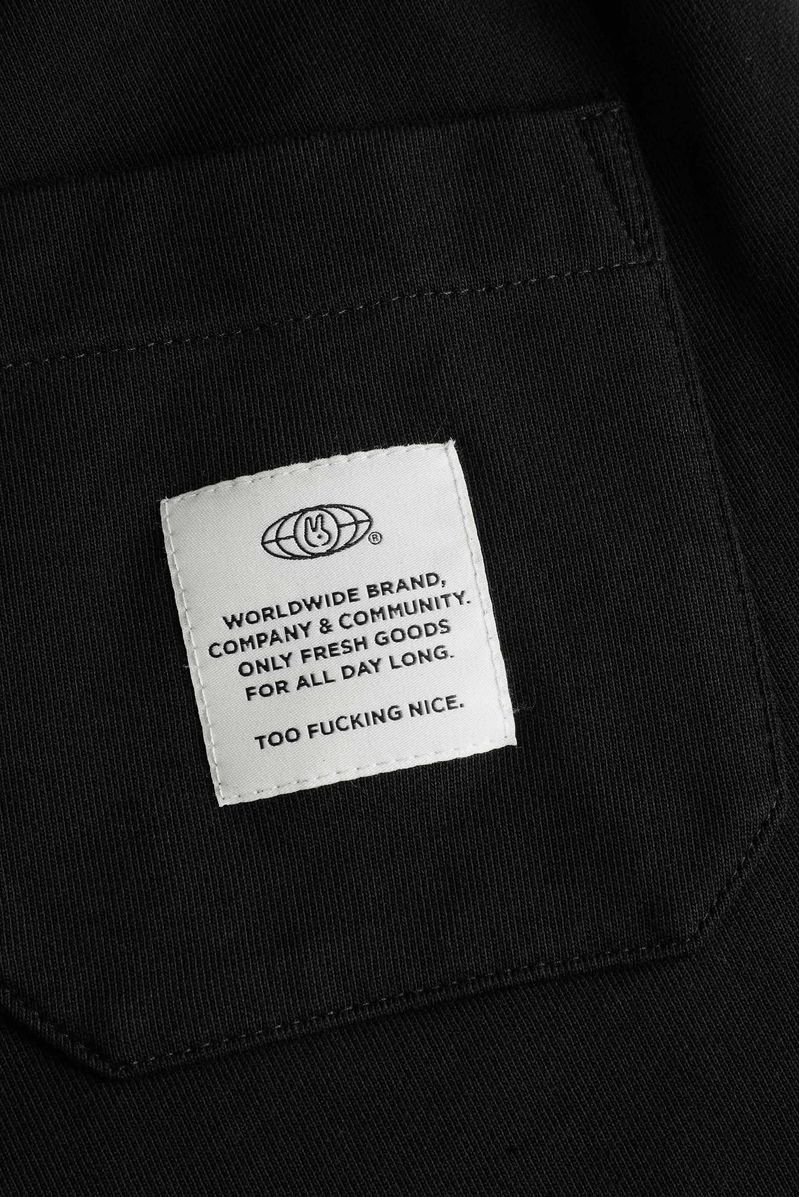 ®
WORLDWIDE BRAND,
COMPANY & COMMUNITY.
ONLY FRESH GOODS
FOR ALL DAY LONG.
TOO FUCKING NICE.